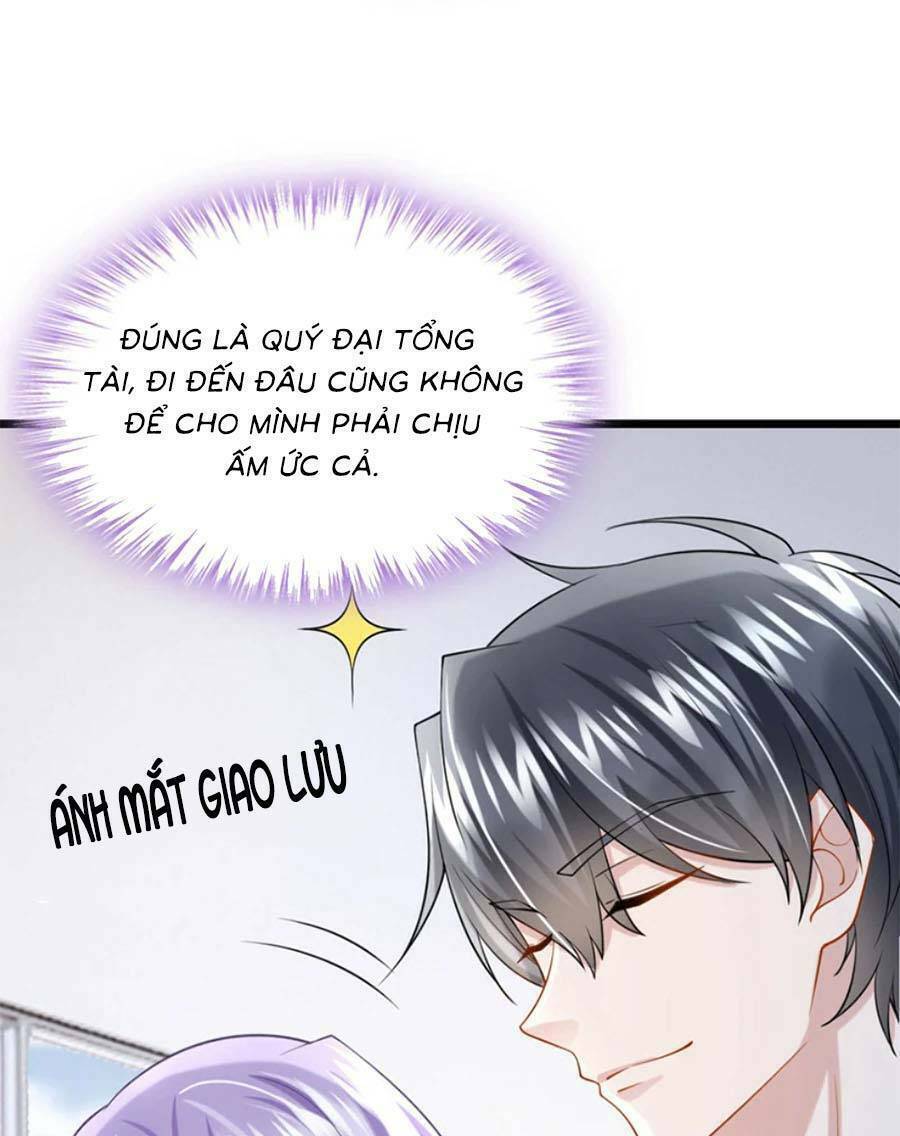 ĐÚNG LÀ QUÝ ĐẠI TỔNG
TÀI, ĐI ĐẾN ĐÂU CŨNG KHÔNG
ĐỂ CHO MÌNH PHẢI CHỊU
ẤM ỨC CẢ.
ÁNH MẮT GIAO LƯU